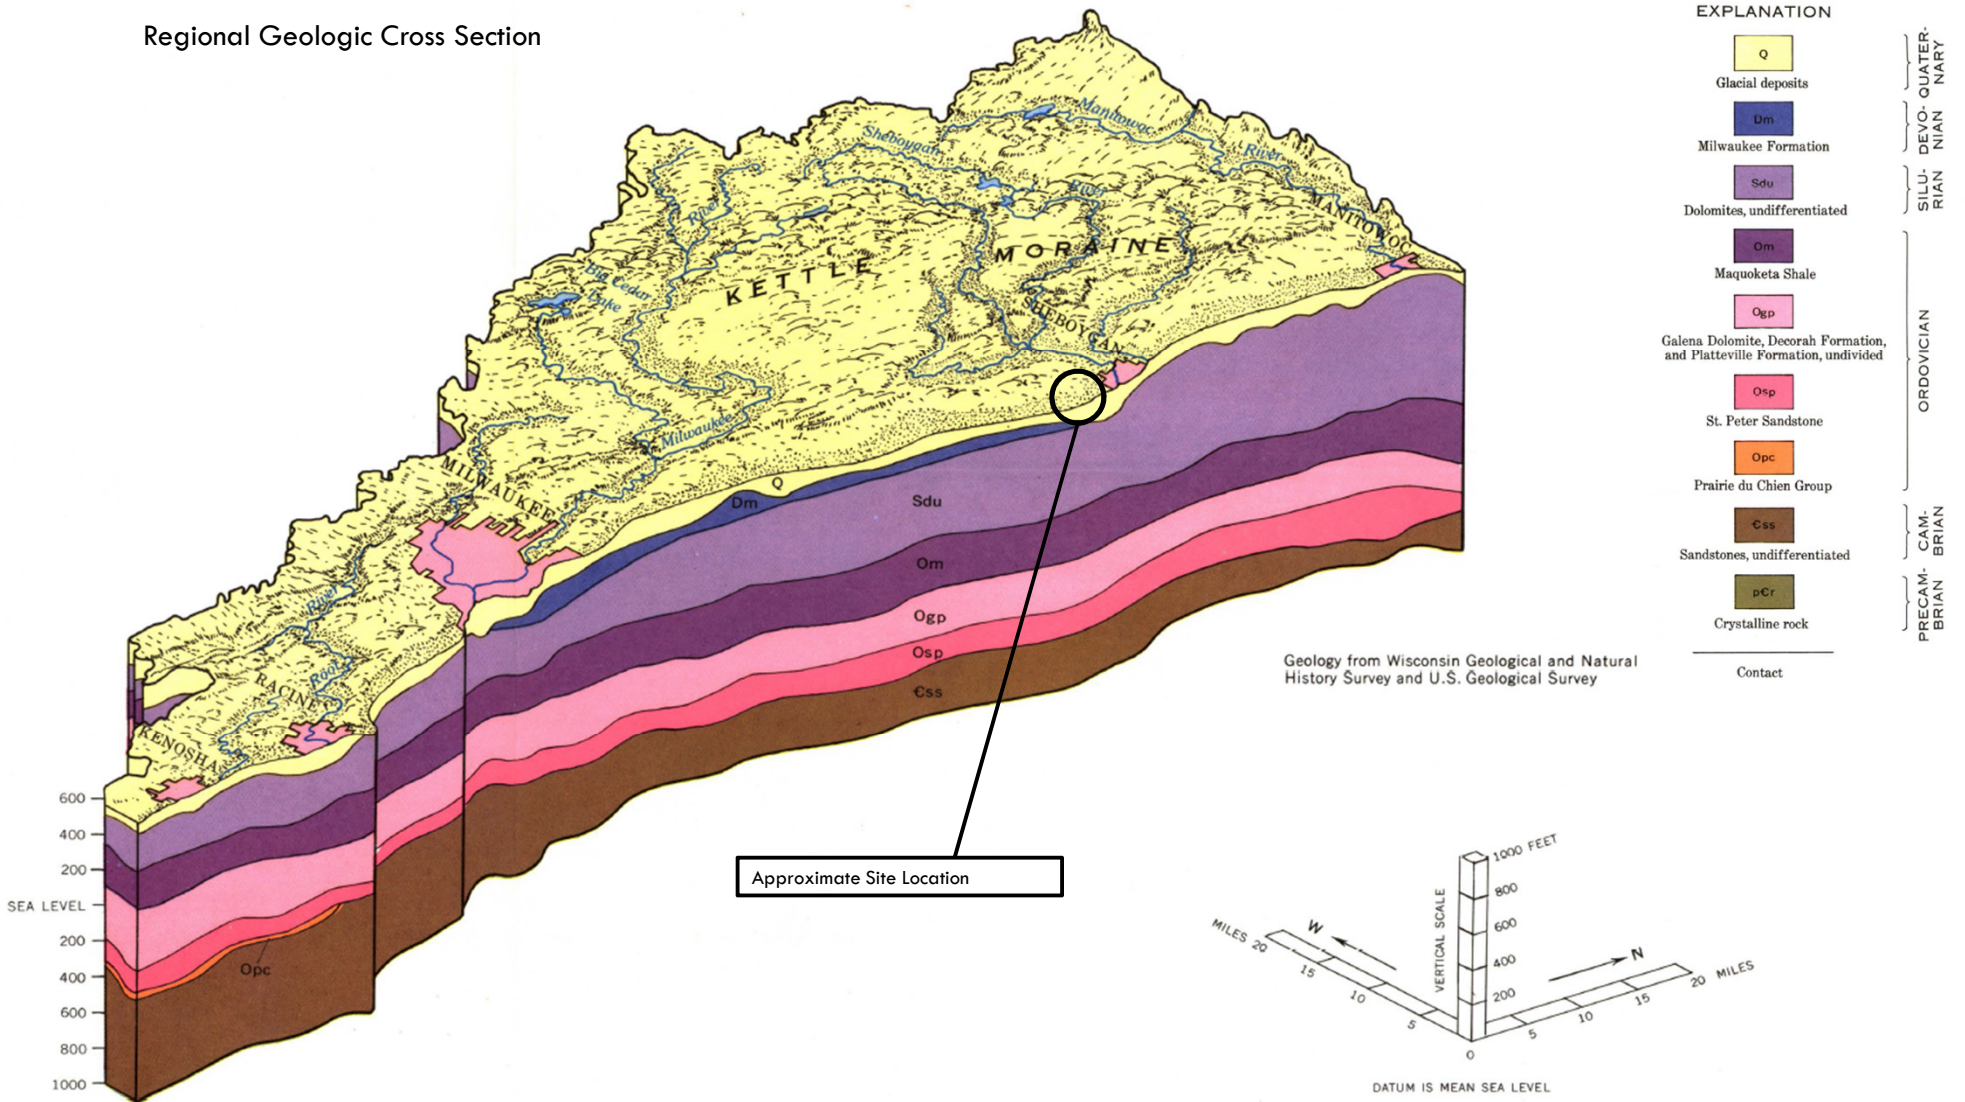 Regional Geologic Cross Section
EXPLANATION
Q
Glacial deposits
QUATER-
NARY
Dm
Milwaukee Formation
DEVO-
NIAN
Sdu
Dolomites, undifferentiated
SILU-
RIAN
Om
Maquoketa Shale
Ogp
Galena Dolomite, Decorah Formation,
and Platteville Formation, undivided
Osp
St. Peter Sandstone
Opc
Prairie du Chien Group
ORDOVICIAN
Єss
Sandstones, undifferentiated
CAM-
BRIAN
pЄr
Crystalline rock
PRECAM-
BRIAN
Contact
Manitowoc
River
Sheboygan
River
MANITOWOC
River
KETTLE MORAINE
Big Cedar
Lake
SHEBOYGAN
Milwaukee
MILWAUKEE
River
Root
RACINE
KENOSHA
Q
Dm
Sdu
Om
Ogp
Osp
Єss
Opc
600
400
200
SEA LEVEL
200
400
600
800
1000
Geology from Wisconsin Geological and Natural
History Survey and U.S. Geological Survey
Approximate Site Location
1000 FEET
800
600
400
200
VERTICAL SCALE
W
MILES 20
15
10
5
0
N
5
10
15
20 MILES
DATUM IS MEAN SEA LEVEL